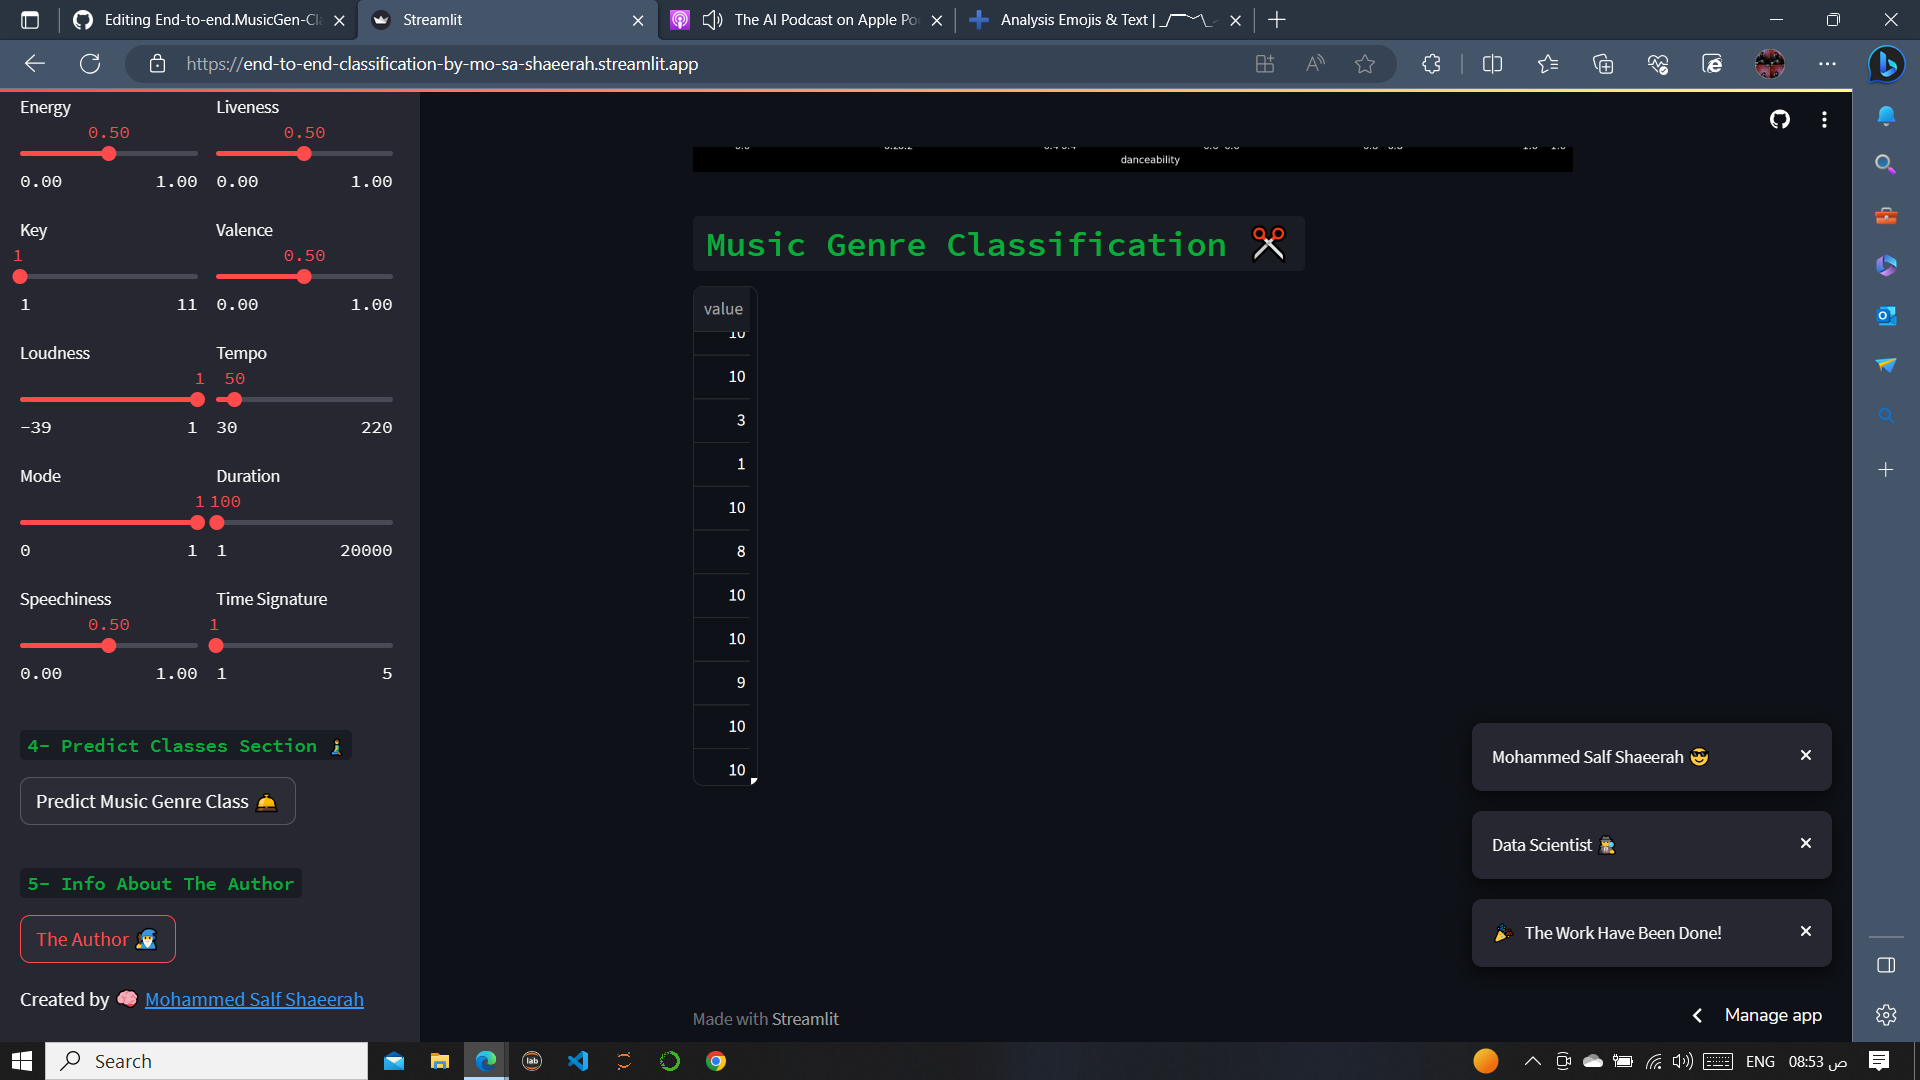 Editing End-to-end.MusicGen-Cla
Streamlit
The AI Podcast on Apple Po
Analysis Emojis & Text |
https://end-to-end-classification-by-mo-sa-shaeerah.streamlit.app
Energy
Liveness
0.50
0.50
0.00 1.00
0.00 1.00
Key
Valence
1
0.50
1 11
0.00 1.00
Loudness
Tempo
1
50
-39 1
30 220
Mode
Duration
1
100
0 1
1 20000
Speechiness
Time Signature
0.50
1
0.00 1.00
1 5
4- Predict Classes Section
Predict Music Genre Class 🛎️
5- Info About The Author
The Author
Created by 🧠 Mohammed Salf Shaeerah
danceability
Music Genre Classification ✂️
value
10
10
3
1
10
8
10
10
9
10
10
Mohammed Salf Shaeerah 😎
Data Scientist
🎉 The Work Have Been Done!
Made with Streamlit
Manage app
Search
lab
ENG
08:53 ص